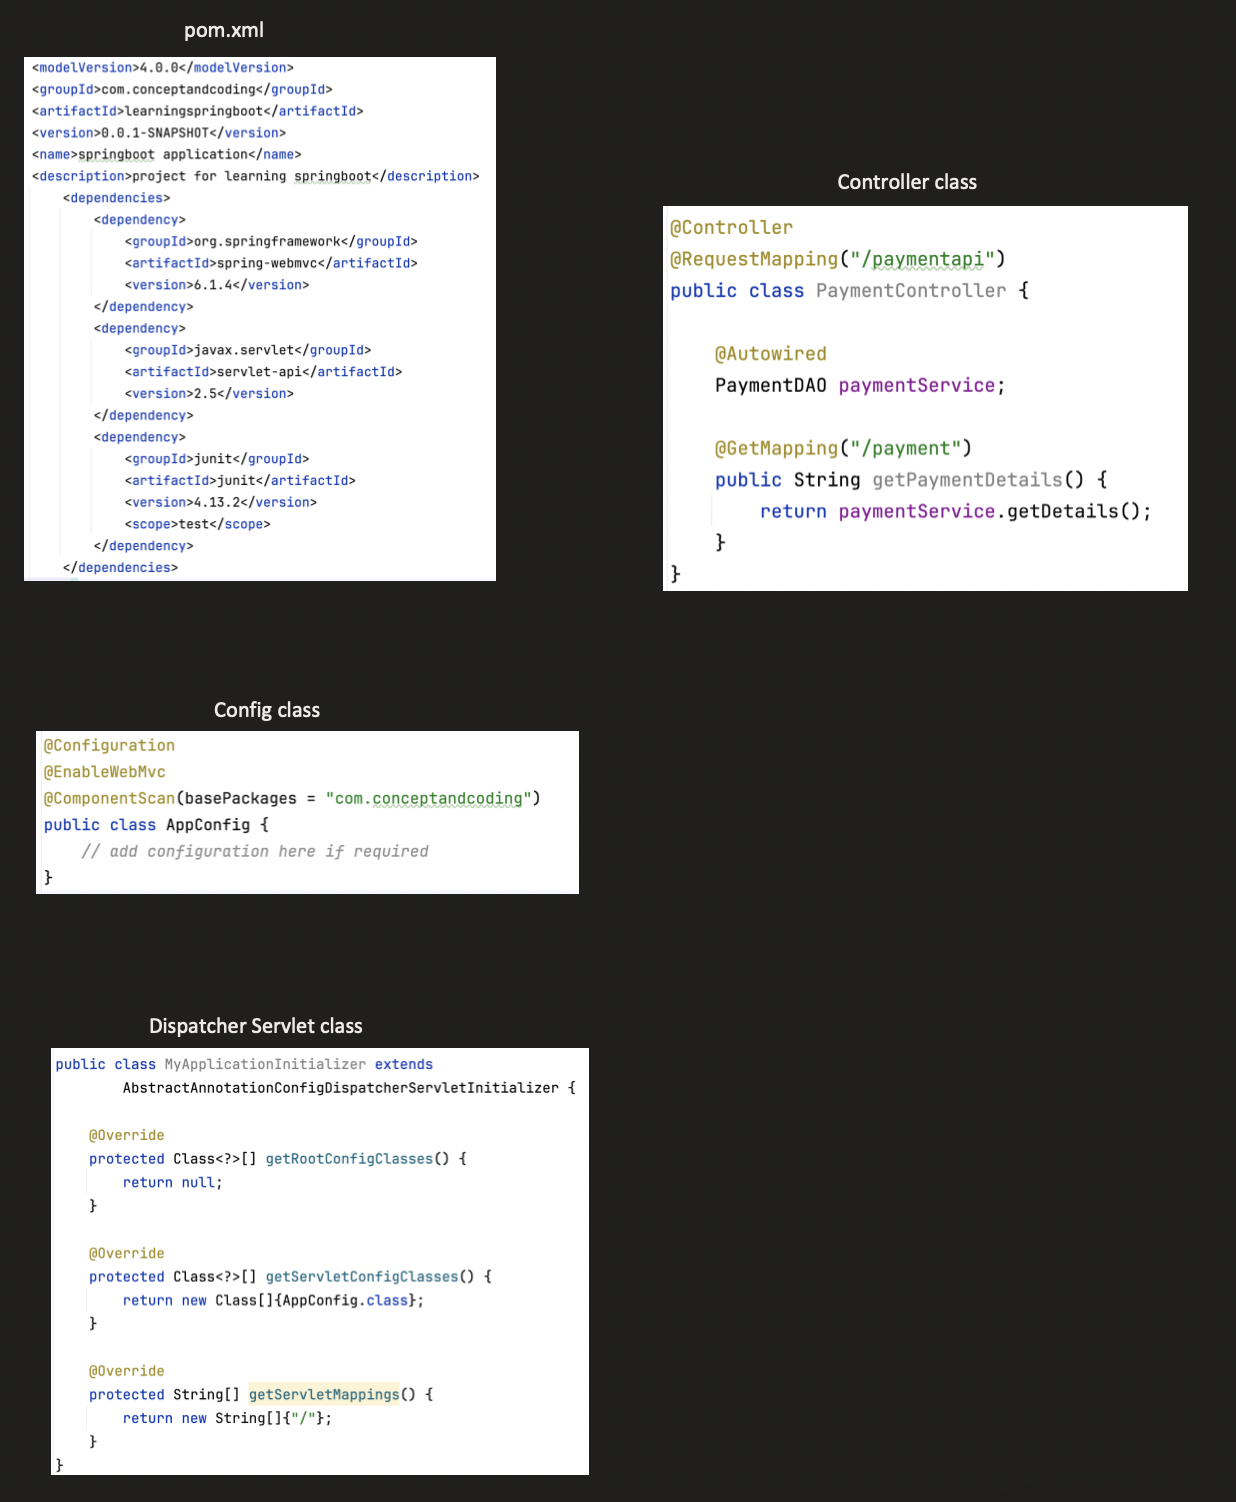 pom.xml
<modelVersion>4.0.0</modelVersion>
<groupId>com.conceptandcoding</groupId>
<artifactId>learningspringboot</artifactId>
<version>0.0.1-SNAPSHOT</version>
<name>springboot application</name>
<description>project for learning springboot</description>
<dependencies>
<dependency>
<groupId>org.springframework</groupId>
<artifactId>spring-webmvc</artifactId>
<version>6.1.4</version>
</dependency>
<dependency>
<groupId>javax.servlet</groupId>
<artifactId>servlet-api</artifactId>
<version>2.5</version>
</dependency>
<dependency>
<groupId>junit</groupId>
<artifactId>junit</artifactId>
<version>4.13.2</version>
<scope>test</scope>
</dependency>
</dependencies>
Controller class
@Controller
@RequestMapping("/paymentapi")
public class PaymentController {
@Autowired
PaymentDAO paymentService;
@GetMapping("/payment")
public String getPaymentDetails() {
return paymentService.getDetails();
}
}
Config class
@Configuration
@EnableWebMvc
@ComponentScan(basePackages = "com.conceptandcoding")
public class AppConfig {
// add configuration here if required
}
Dispatcher Servlet class
public class MyApplicationInitializer extends
AbstractAnnotationConfigDispatcherServletInitializer {
@Override
protected Class<?>[] getRootConfigClasses() {
return null;
}
@Override
protected Class<?>[] getServletConfigClasses() {
return new Class[]{AppConfig.class};
}
@Override
protected String[] getServletMappings() {
return new String[]{"/"};
}
}